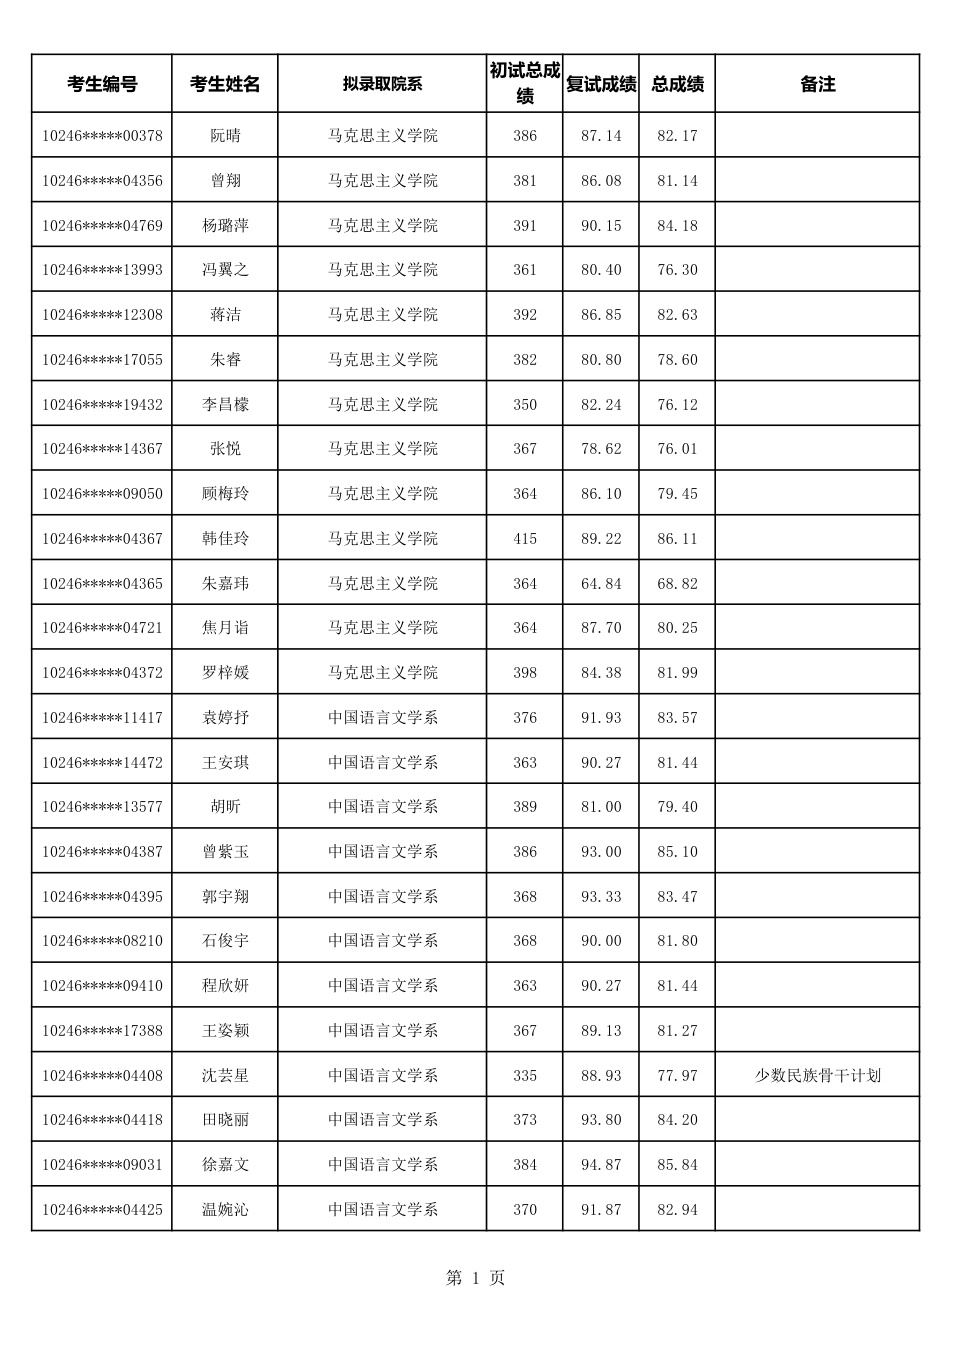 考生编号 考生姓名 拟录取院系 初试总成绩 复试成绩 总成绩 备注
10246*****00378 阮晴 马克思主义学院 386 87.14 82.17
10246*****04356 曾翔 马克思主义学院 381 86.08 81.14
10246*****04769 杨璐萍 马克思主义学院 391 90.15 84.18
10246*****13993 冯翼之 马克思主义学院 361 80.40 76.30
10246*****12308 蒋洁 马克思主义学院 392 86.85 82.63
10246*****17055 朱睿 马克思主义学院 382 80.80 78.60
10246*****19432 李昌檬 马克思主义学院 350 82.24 76.12
10246*****14367 张悦 马克思主义学院 367 78.62 76.01
10246*****09050 顾梅玲 马克思主义学院 364 86.10 79.45
10246*****04367 韩佳玲 马克思主义学院 415 89.22 86.11
10246*****04365 朱嘉玮 马克思主义学院 364 64.84 68.82
10246*****04721 焦月诣 马克思主义学院 364 87.70 80.25
10246*****04372 罗梓媛 马克思主义学院 398 84.38 81.99
10246*****11417 袁婷抒 中国语言文学系 376 91.93 83.57
10246*****14472 王安琪 中国语言文学系 363 90.27 81.44
10246*****13577 胡昕 中国语言文学系 389 81.00 79.40
10246*****04387 曾紫玉 中国语言文学系 386 93.00 85.10
10246*****04395 郭宇翔 中国语言文学系 368 93.33 83.47
10246*****08210 石俊宇 中国语言文学系 368 90.00 81.80
10246*****09410 程欣妍 中国语言文学系 363 90.27 81.44
10246*****17388 王姿颖 中国语言文学系 367 89.13 81.27
10246*****04408 沈芸星 中国语言文学系 335 88.93 77.97 少数民族骨干计划
10246*****04418 田晓丽 中国语言文学系 373 93.80 84.20
10246*****09031 徐嘉文 中国语言文学系 384 94.87 85.84
10246*****04425 温婉沁 中国语言文学系 370 91.87 82.94
第 1 页